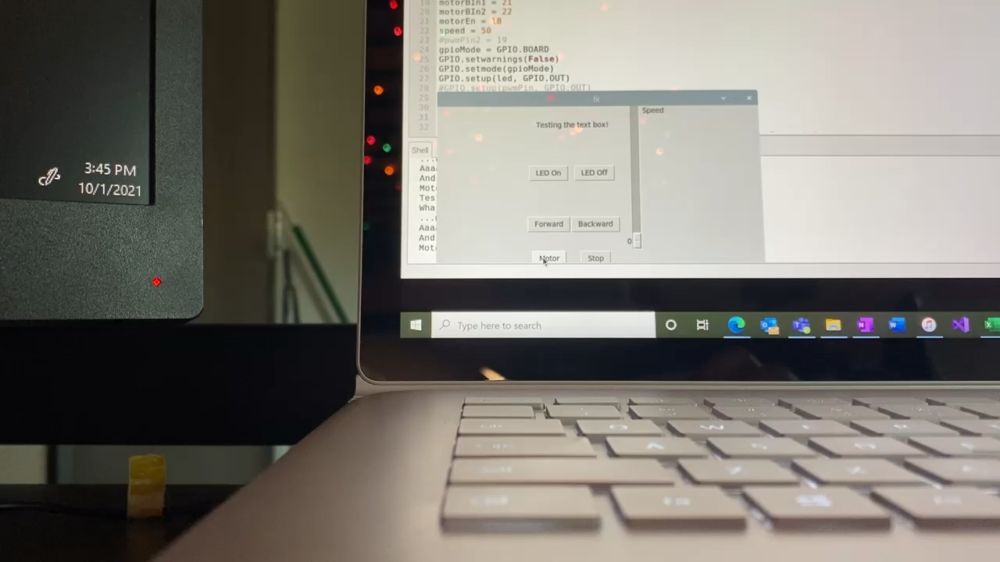 3:45 PM
10/1/2021
19 motorBIn1 = 21
20 motorBIn2 = 22
21 motorEn = 18
22 speed = 50
23 #pwmPin2 = 19
24 gpioMode = GPIO.BOARD
25 GPIO.setwarnings(False)
26 GPIO.setmode(gpioMode)
27 GPIO.setup(led, GPIO.OUT)
28 #GPIO.setup(pwmPin, GPIO.OUT)
29
30
31
32
tk
Testing the text box!
Speed
LED On LED Off
Forward Backward
0
Motor Stop
Shell
...
Aaa
And
Mot
Tes
Wha
...
Aaa
And
Mot
Type here to search